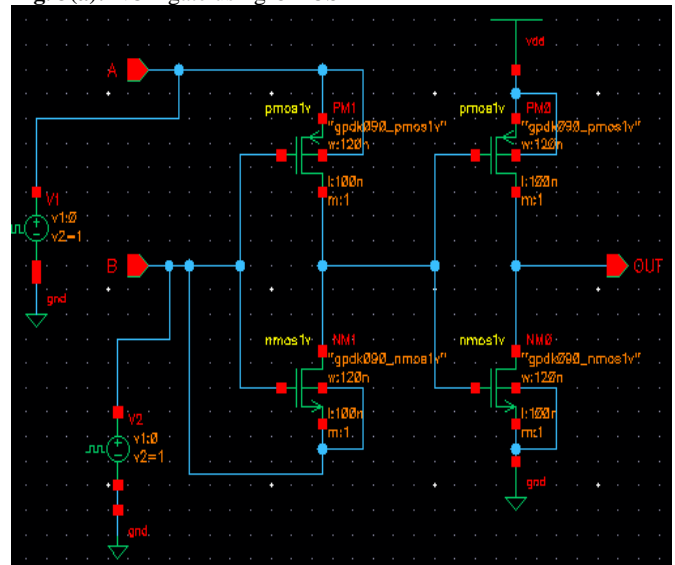 A
vdd
pmos1v PM1
"gpdk090_pmos1v"
w:120n
l:100n
m:1
pmos1v PM0
"gpdk090_pmos1v"
w:120n
l:100n
m:1
V1
v1:0
v2=1
gnd
B
OUT
nmos1v NM1
"gpdk090_nmos1v"
w:120n
l:100n
m:1
nmos1v NM0
"gpdk090_nmos1v"
w:120n
l:100n
m:1
V2
v1:0
v2=1
gnd
gnd